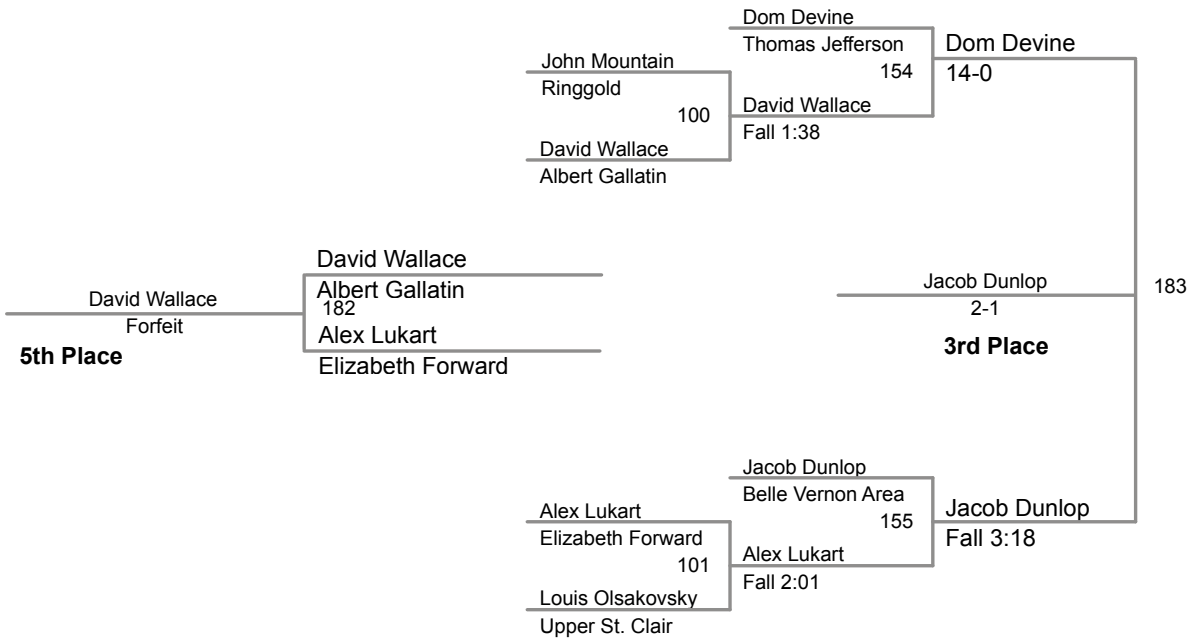 Dom Devine
Thomas Jefferson
154
Dom Devine
14-0
John Mountain
Ringgold
100
David Wallace
Fall 1:38
David Wallace
Albert Gallatin
David Wallace
Albert Gallatin
182
Alex Lukart
Elizabeth Forward
David Wallace
Forfeit
5th Place
Jacob Dunlop
2-1
3rd Place
183
Jacob Dunlop
Belle Vernon Area
155
Jacob Dunlop
Fall 3:18
Alex Lukart
Elizabeth Forward
101
Alex Lukart
Fall 2:01
Louis Olsakovsky
Upper St. Clair